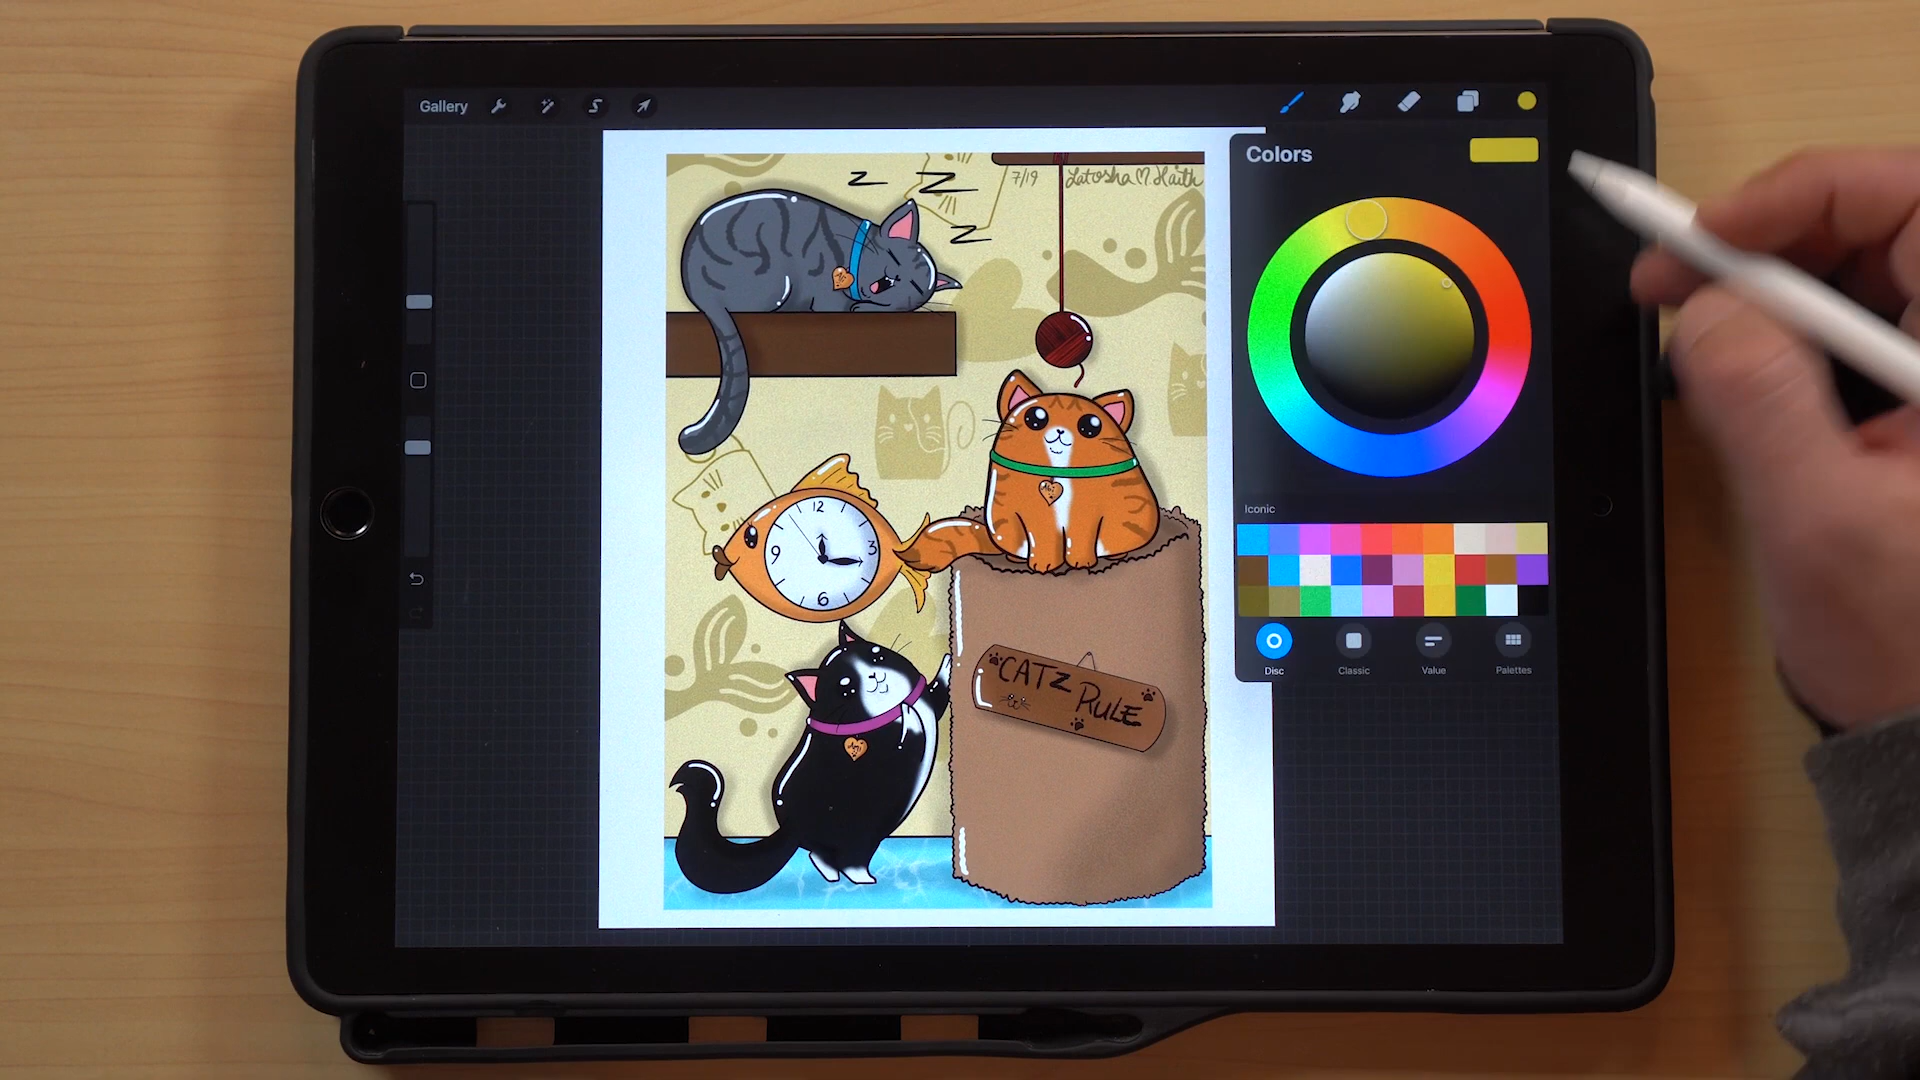 Gallery
Colors
Z Z Z
7/19 Latosha M. Haith
12
9 3
6
CATZ
RULE
Iconic
Disc Classic Value Palettes